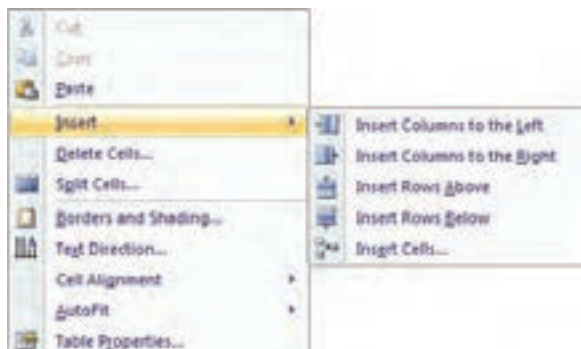 Cut
Copy
Paste
Insert
Delete Cells...
Split Cells...
Borders and Shading...
Text Direction...
Cell Alignment
AutoFit
Table Properties...
Insert Columns to the Left
Insert Columns to the Right
Insert Rows Above
Insert Rows Below
Insert Cells...